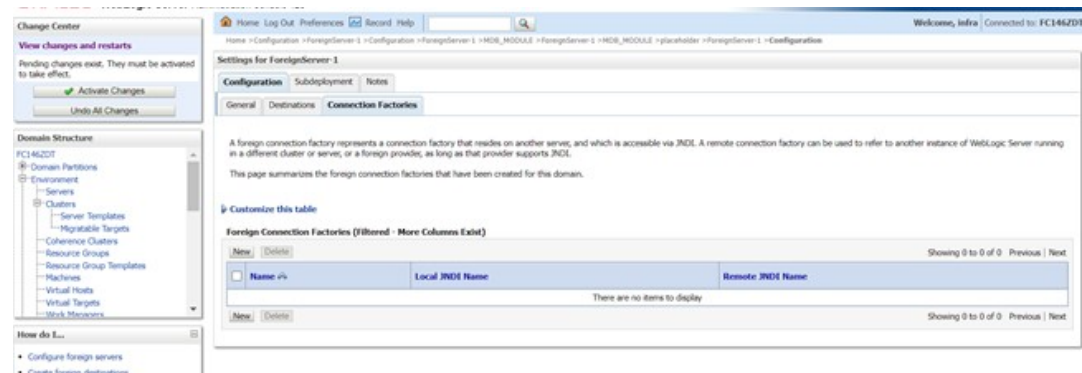 Home Log Out Preferences Record Help
Welcome, infra Connected to: FC146ZDT
Home >Configuration >ForeignServer-1 >Configuration >ForeignServer-1 >MDB_MODULE >ForeignServer-1 >MDB_MODULE >placeholder >ForeignServer-1 >Configuration
Change Center
View changes and restarts
Pending changes exist. They must be activated
to take effect.
Activate Changes
Undo All Changes
Domain Structure
FC146ZDT
Domain Partitions
Environment
Servers
Clusters
Server Templates
Migratable Targets
Coherence Clusters
Resource Groups
Resource Group Templates
Machines
Virtual Hosts
Virtual Targets
Work Managers
How do I...
Configure foreign servers
Create foreign destinations
Settings for ForeignServer-1
Configuration Subdeployment Notes
General Destinations Connection Factories
A foreign connection factory represents a connection factory that resides on another server, and which is accessible via JNDI. A remote connection factory can be used to refer to another instance of WebLogic Server running
in a different cluster or server, or a foreign provider, as long as that provider supports JNDI.
This page summarizes the foreign connection factories that have been created for this domain.
Customize this table
Foreign Connection Factories (Filtered - More Columns Exist)
New Delete Showing 0 to 0 of 0 Previous | Next
Name Local JNDI Name Remote JNDI Name
There are no items to display
New Delete Showing 0 to 0 of 0 Previous | Next